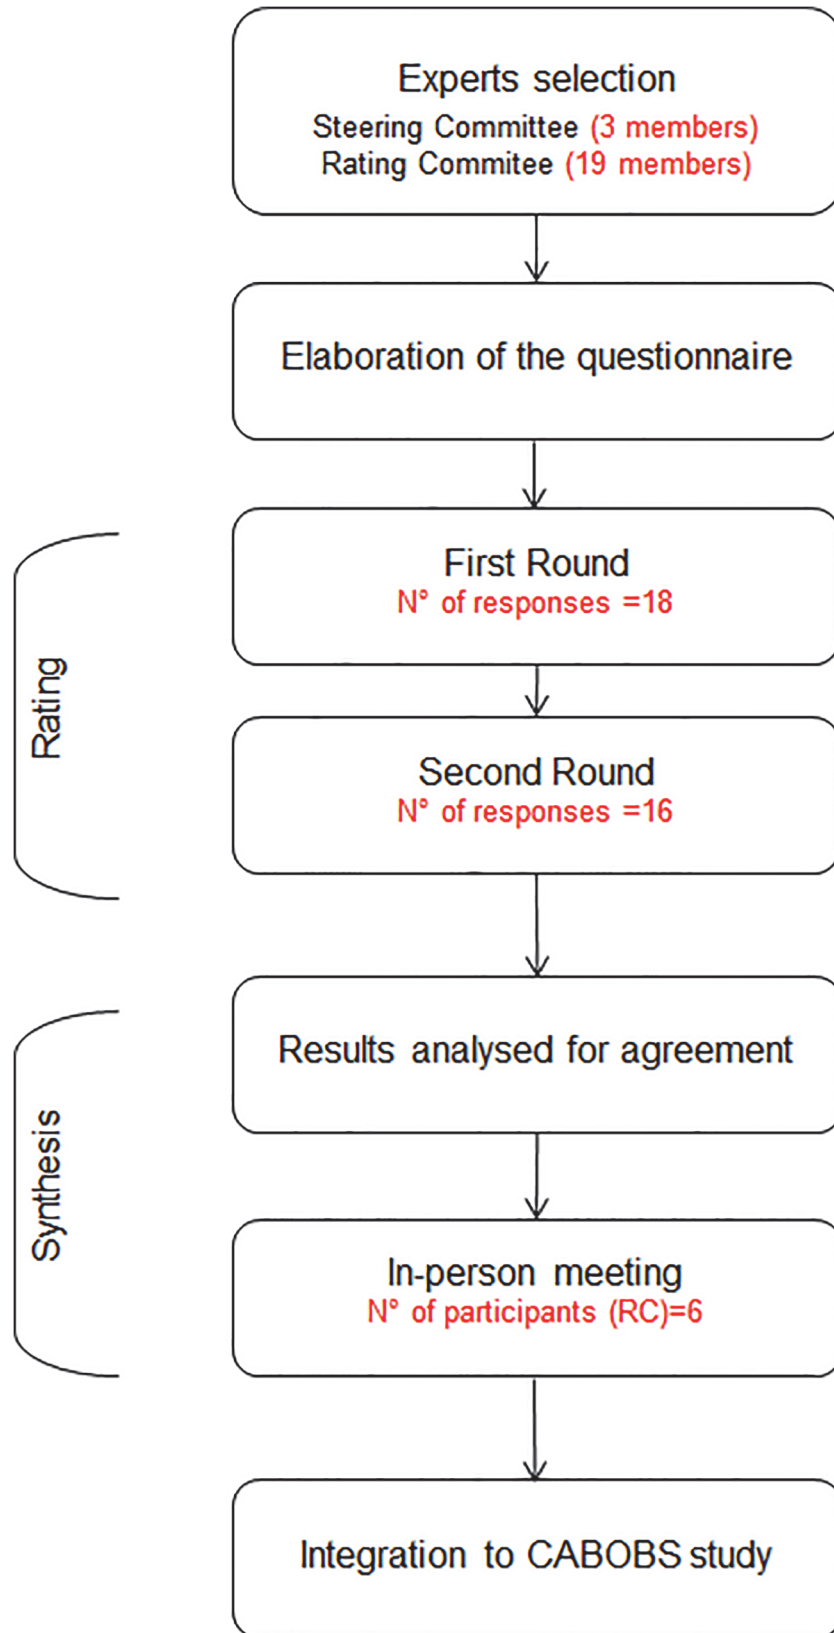 Experts selection
Steering Committee (3 members)
Rating Commitee (19 members)
Elaboration of the questionnaire
Rating
First Round
N° of responses =18
Second Round
N° of responses =16
Synthesis
Results analysed for agreement
In-person meeting
N° of participants (RC)=6
Integration to CABOBS study